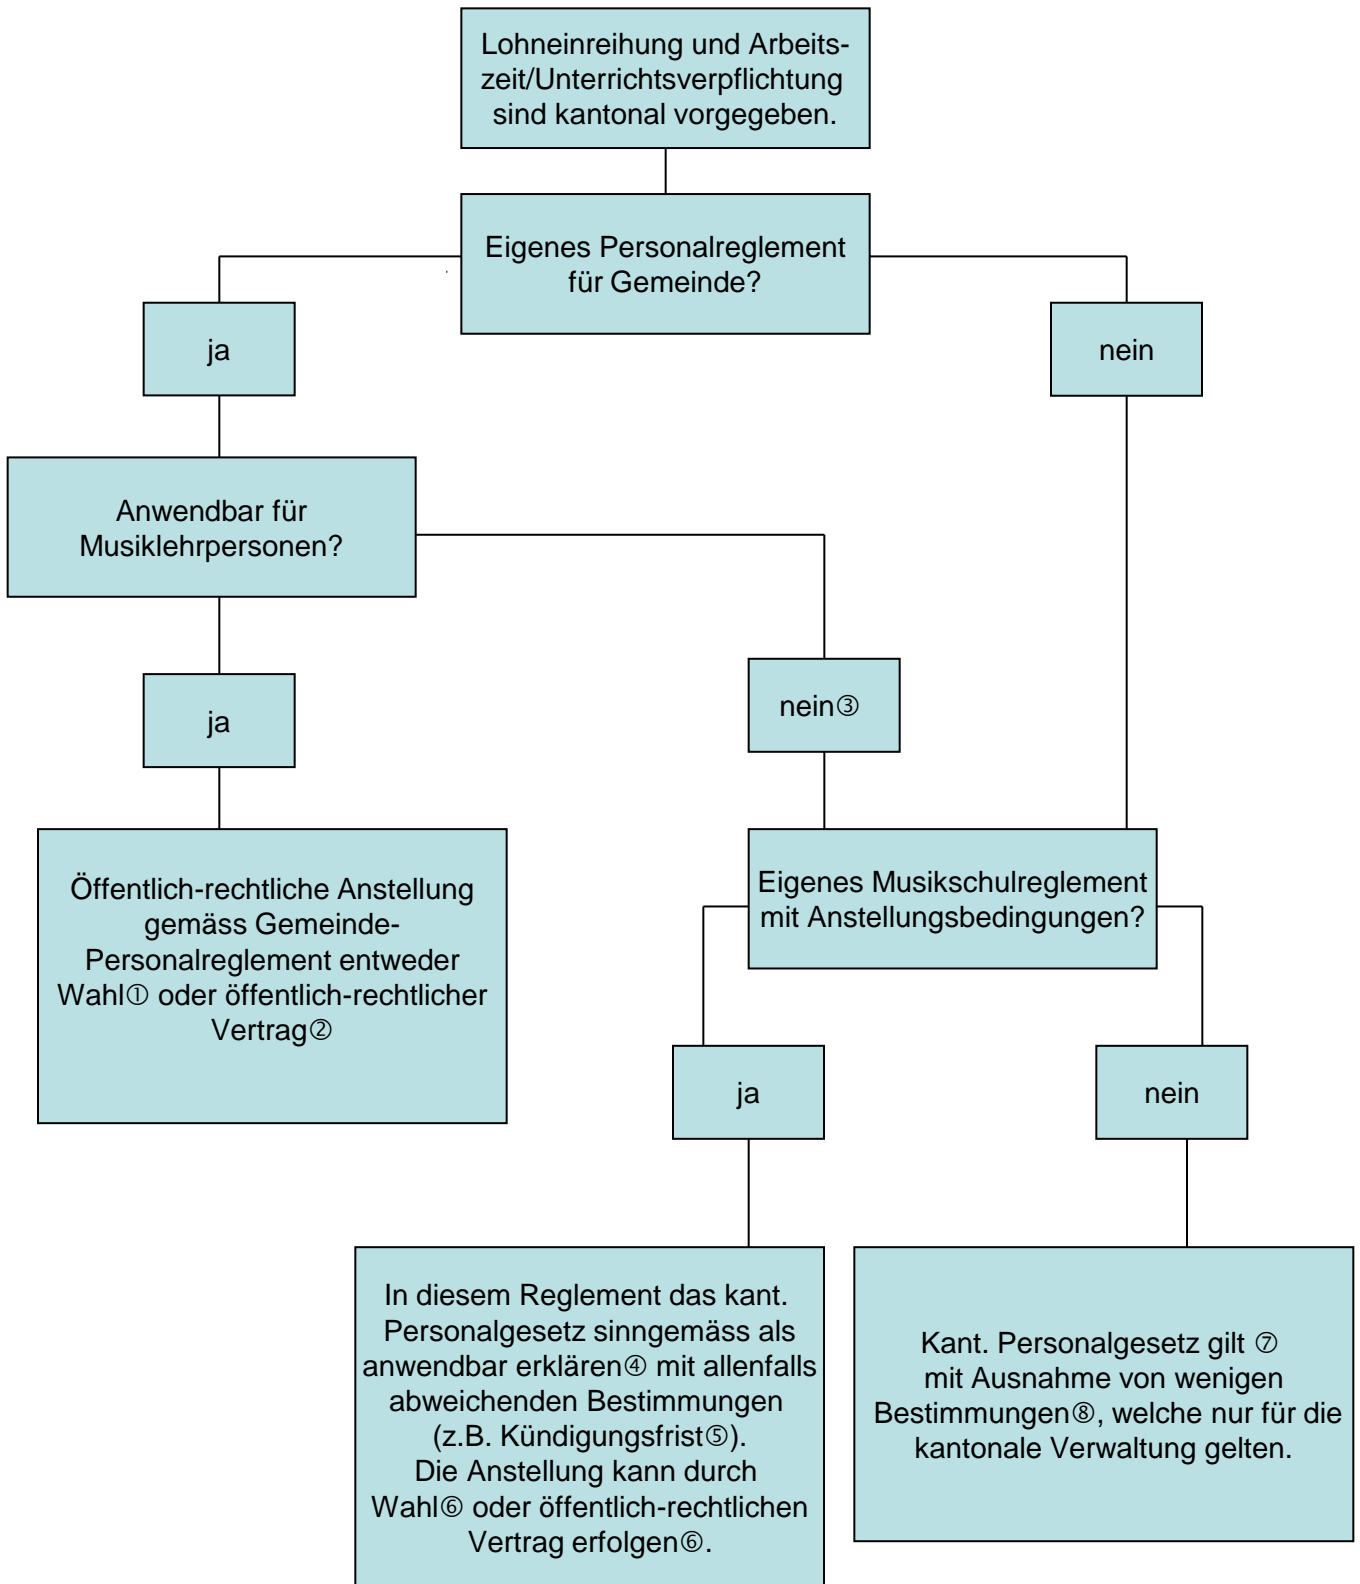 Lohneinreihung und Arbeits-
zeit/Unterrichtsverpflichtung
sind kantonal vorgegeben.
Eigenes Personalreglement
für Gemeinde?
ja
nein
Anwendbar für
Musiklehrpersonen?
ja
nein③
Öffentlich-rechtliche Anstellung
gemäss Gemeinde-
Personalreglement entweder
Wahl① oder öffentlich-rechtlicher
Vertrag②
Eigenes Musikschulreglement
mit Anstellungsbedingungen?
ja
nein
In diesem Reglement das kant.
Personalgesetz sinngemäss als
anwendbar erklären④ mit allenfalls
abweichenden Bestimmungen
(z.B. Kündigungsfrist⑤).
Die Anstellung kann durch
Wahl⑥ oder öffentlich-rechtlichen
Vertrag erfolgen⑥.
Kant. Personalgesetz gilt ⑦
mit Ausnahme von wenigen
Bestimmungen⑧, welche nur für die
kantonale Verwaltung gelten.